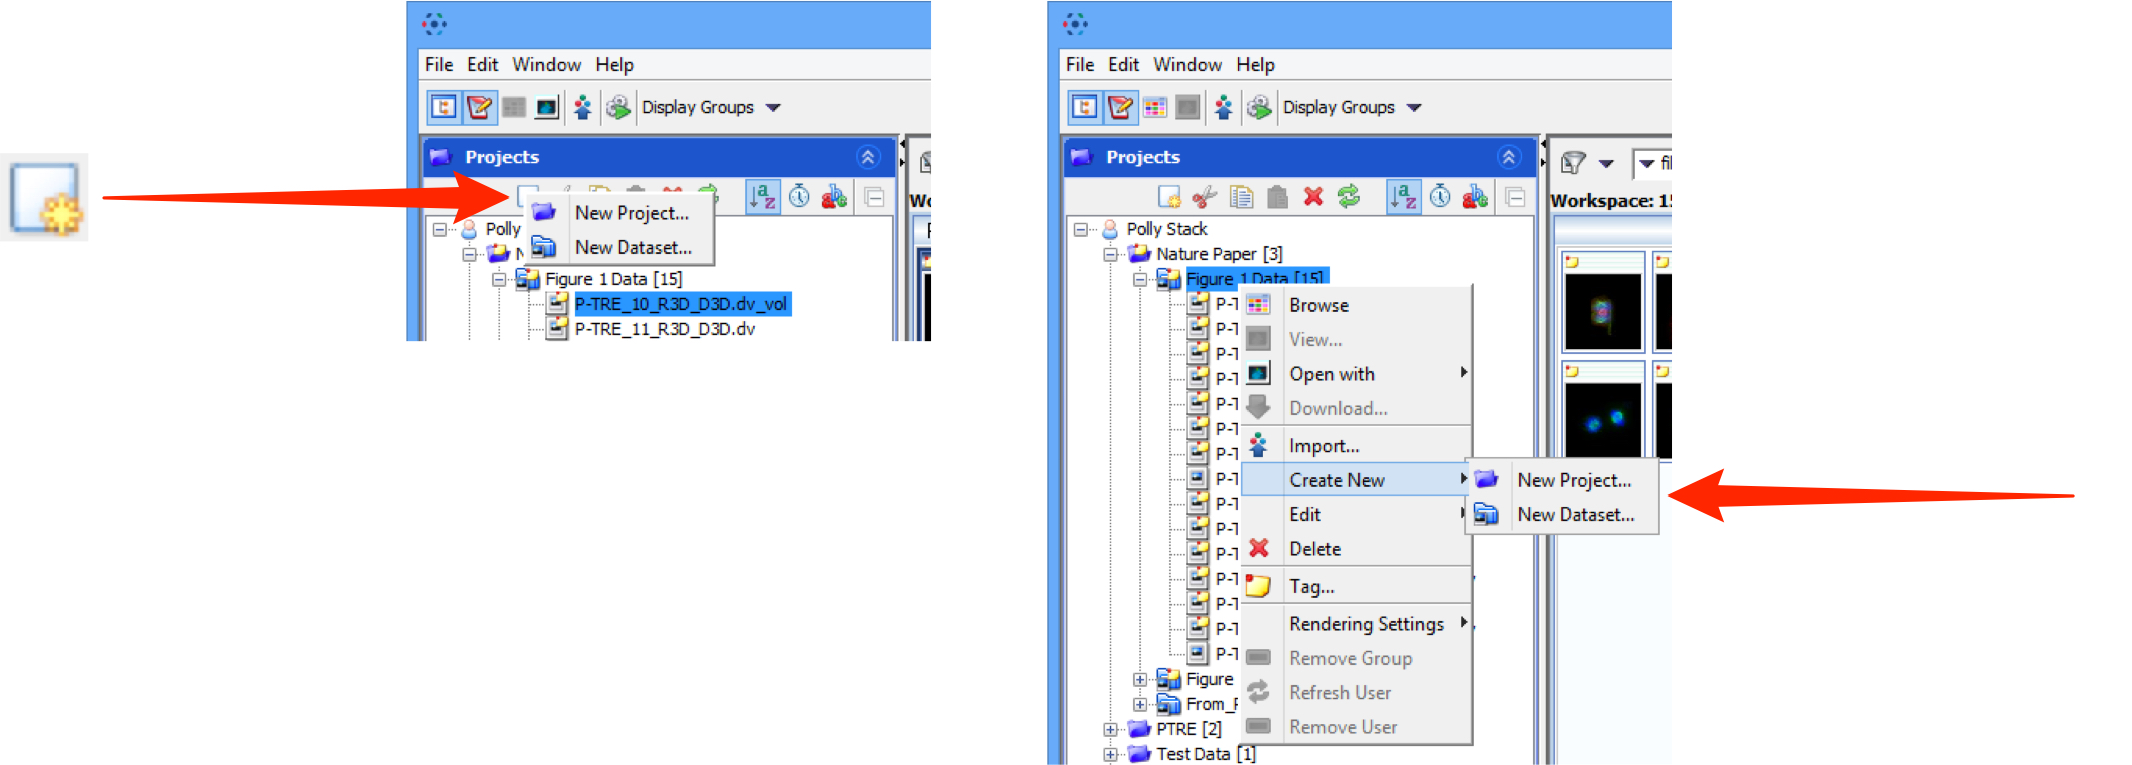 File Edit Window Help
Display Groups
Projects
New Project...
Polly
New Dataset...
Figure 1 Data [15]
P-TRE_10_R3D_D3D.dv_vol
P-TRE_11_R3D_D3D.dv
File Edit Window Help
Display Groups
Projects
Workspace:
Polly Stack
Nature Paper [3]
Figure 1 Data [15]
Browse
View...
Open with
Download...
Import...
Create New
New Project...
Edit
New Dataset...
Delete
Tag...
Rendering Settings
Remove Group
Figure
Refresh User
Remove User
PTRE [2]
Test Data [1]